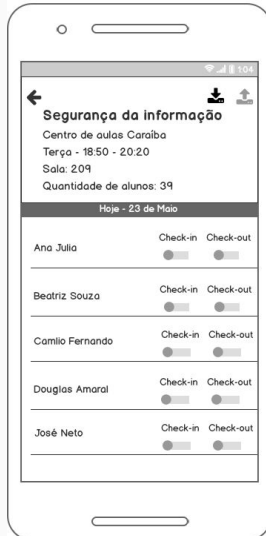 1:04
Segurança da informação
Centro de aulas Caraíba
Terça - 18:50 - 20:20
Sala: 209
Quantidade de alunos: 39
Hoje - 23 de Maio
Check-in Check-out
Ana Julia
Check-in Check-out
Beatriz Souza
Check-in Check-out
Camlio Fernando
Check-in Check-out
Douglas Amaral
Check-in Check-out
José Neto